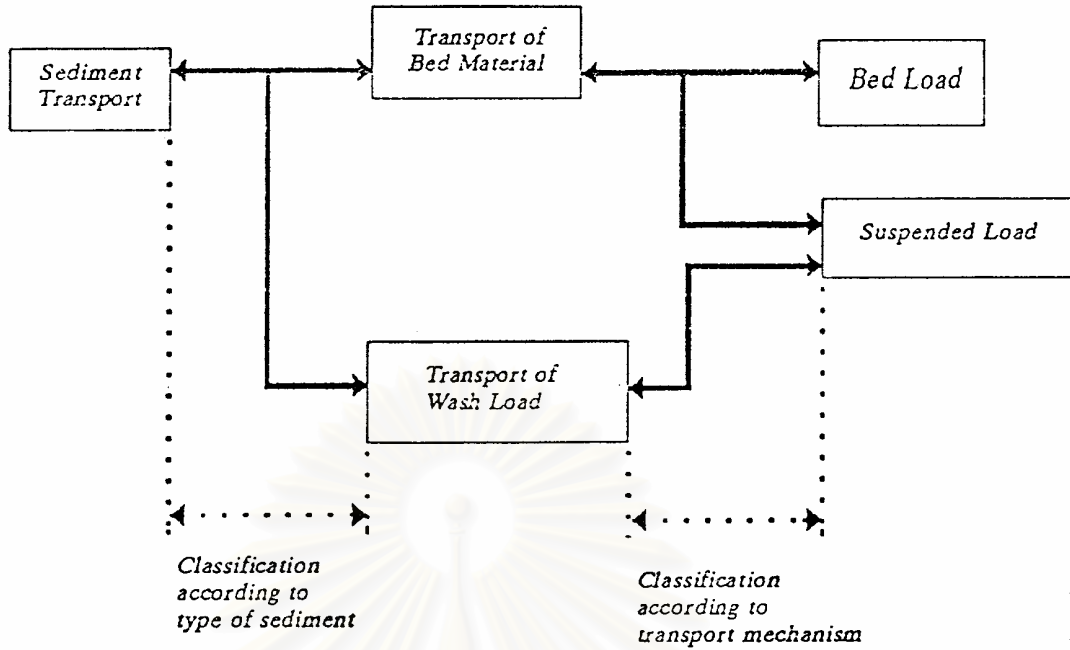 Sediment
Transport
Transport of
Bed Material
Bed Load
Suspended Load
Transport of
Wash Load
Classification
according to
type of sediment
Classification
according to
transport mechanism